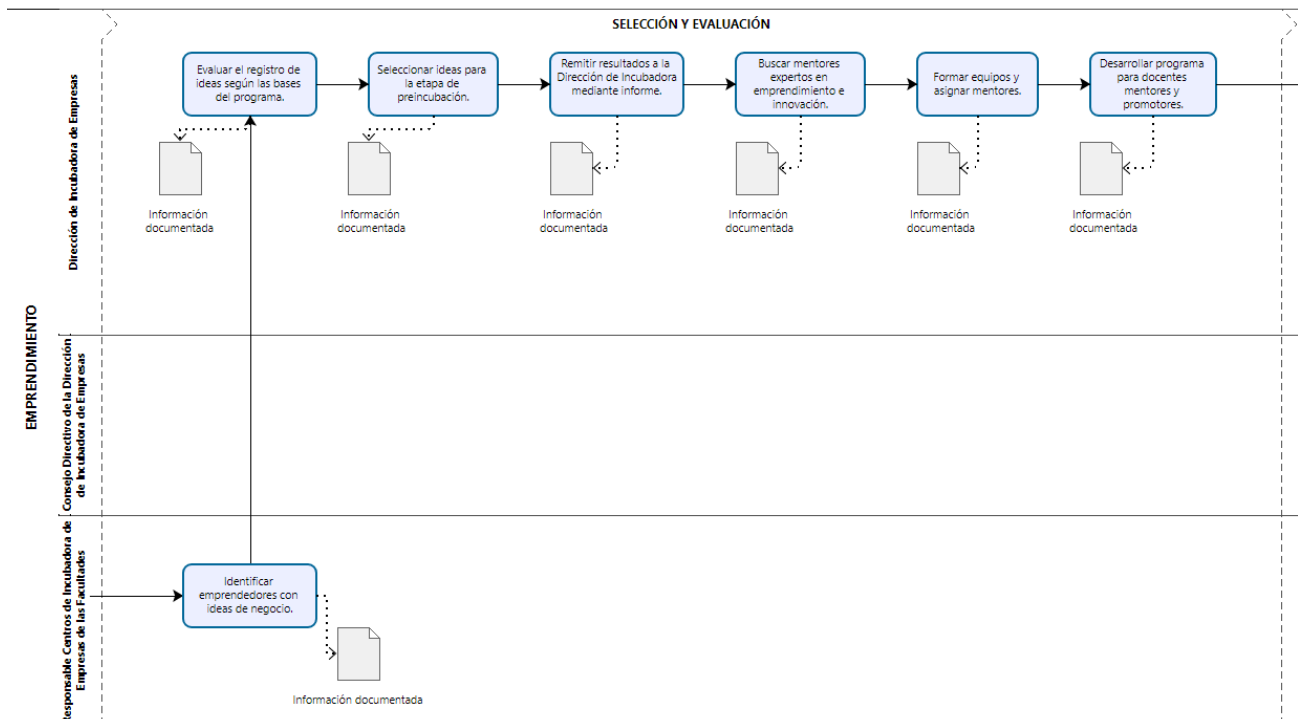 SELECCIÓN Y EVALUACIÓN
EMPRENDIMIENTO
Dirección de Incubadora de Empresas
Evaluar el registro de
ideas según las bases
del programa.
Seleccionar ideas para
la etapa de
preincubación.
Remitir resultados a la
Dirección de Incubadora
mediante informe.
Buscar mentores
expertos en
emprendimiento e
innovación.
Formar equipos y
asignar mentores.
Desarrollar programa
para docentes
mentores y
promotores.
Información
documentada
Información
documentada
Información
documentada
Información
documentada
Información
documentada
Información
documentada
Consejo Directivo de la Dirección
de Incubadora de Empresas
Responsable Centros de Incubadora de
Empresas de las Facultades
Identificar
emprendedores con
ideas de negocio.
Información documentada